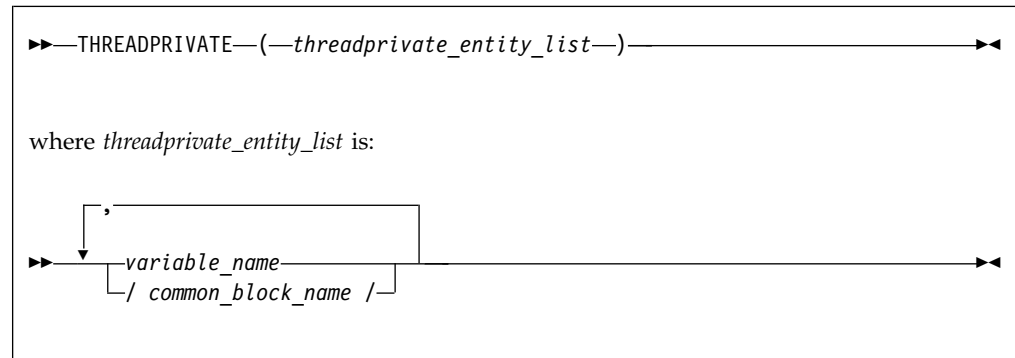 THREADPRIVATE ( threadprivate_entity_list )
where threadprivate_entity_list is:
,
variable_name
/ common_block_name /